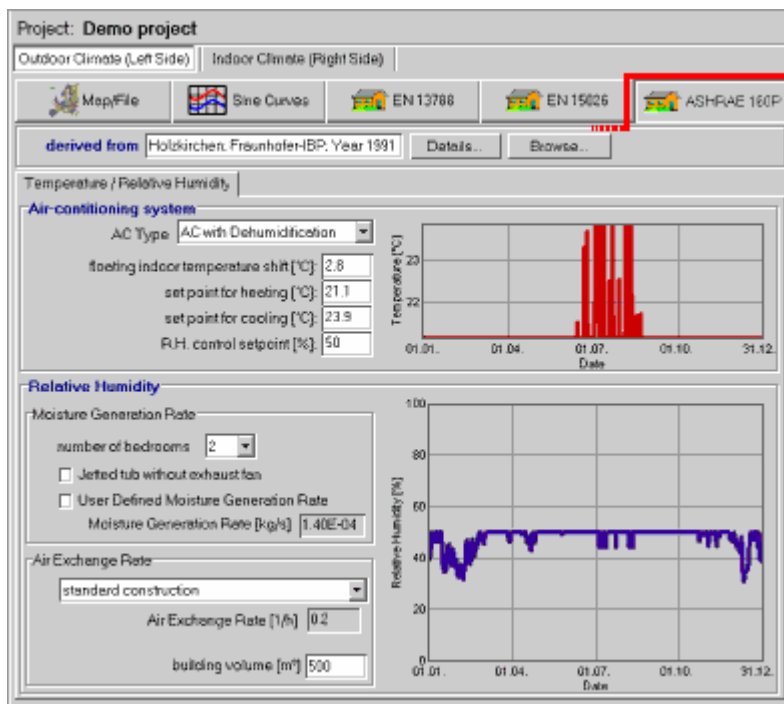 Project: Demo project
Outdoor Climate (Left Side) Indoor Climate (Right Side)
Map/File Sine Curves EN 13788 EN 15026 ASHRAE 160P
derived from Holzkirchen; Fraunhofer-IBP; Year 1991 Details... Browse...
Temperature / Relative Humidity
Air-contitioning system
AC Type AC with Dehumidification
floating indoor temperature shift [°C]: 2.8
set point for heating [°C]: 21.1
set point for cooling [°C]: 23.9
R.H. control setpoint [%]: 50
Temperature [°C]
23
22
01.01. 01.04. 01.07. 01.10. 31.12.
Date
Relative Humidity
Moisture Generation Rate
number of bedrooms 2
Jetted tub without exhaust fan
User Defined Moisture Generation Rate
Moisture Generation Rate [kg/s] 1.40E-04
Air Exchange Rate
standard construction
Air Exchange Rate [1/h] 0.2
building volume [m³] 500
Relative Humidity [%]
100
80
60
40
20
0
01.01. 01.04. 01.07. 01.10. 31.12.
Date